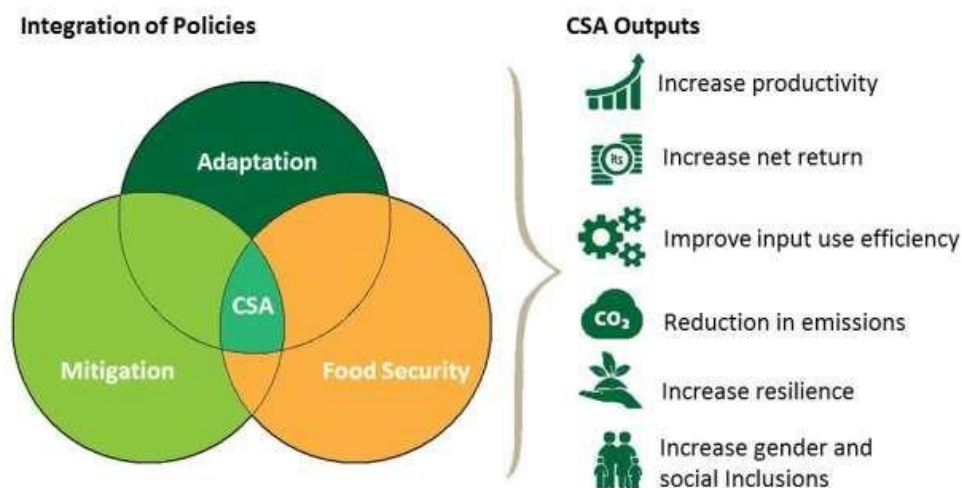 Integration of Policies
Adaptation
CSA
Mitigation
Food Security
CSA Outputs
Increase productivity
Rs
Increase net return
Improve input use efficiency
CO₂
Reduction in emissions
Increase resilience
Increase gender and
social Inclusions